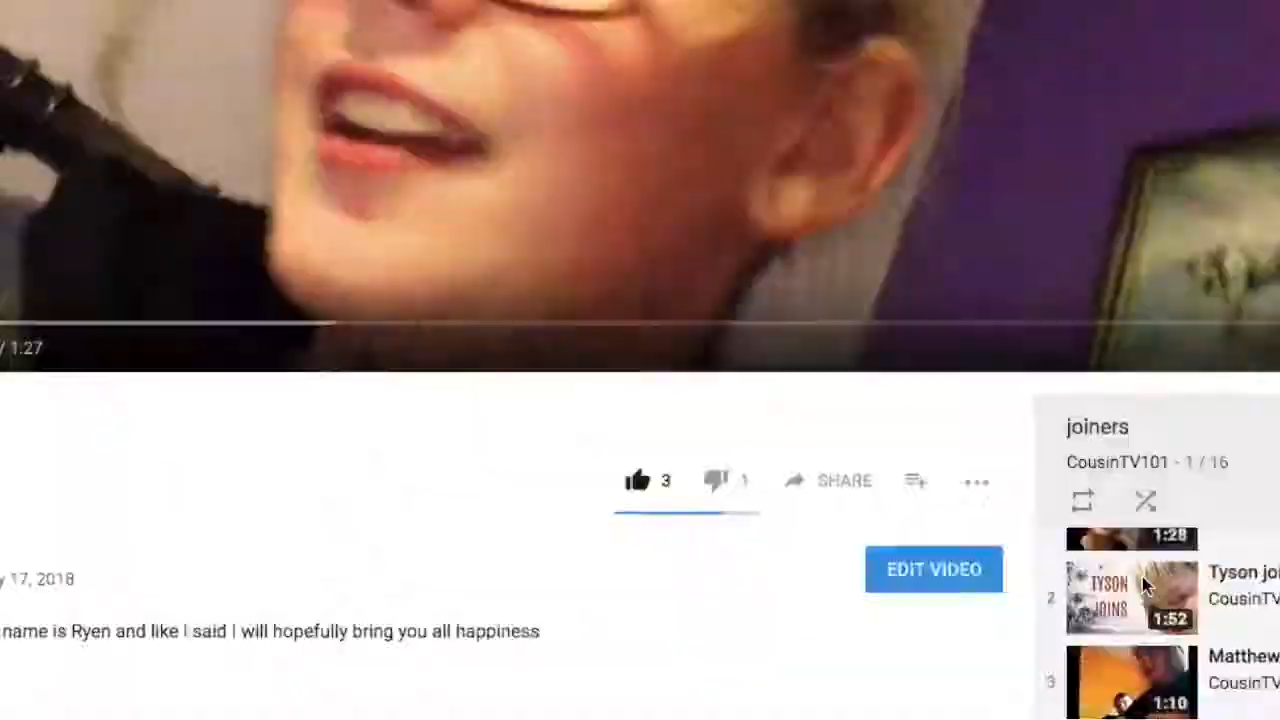 / 1:27
joiners
CousinTV101 - 1 / 16
3
1
SHARE
1:28
EDIT VIDEO
y 17, 2018
name is Ryen and like I said I will hopefully bring you all happiness
2
TYSON
JOINS
1:52
Tyson joi
CousinTV
3
1:10
Matthew
CousinTV